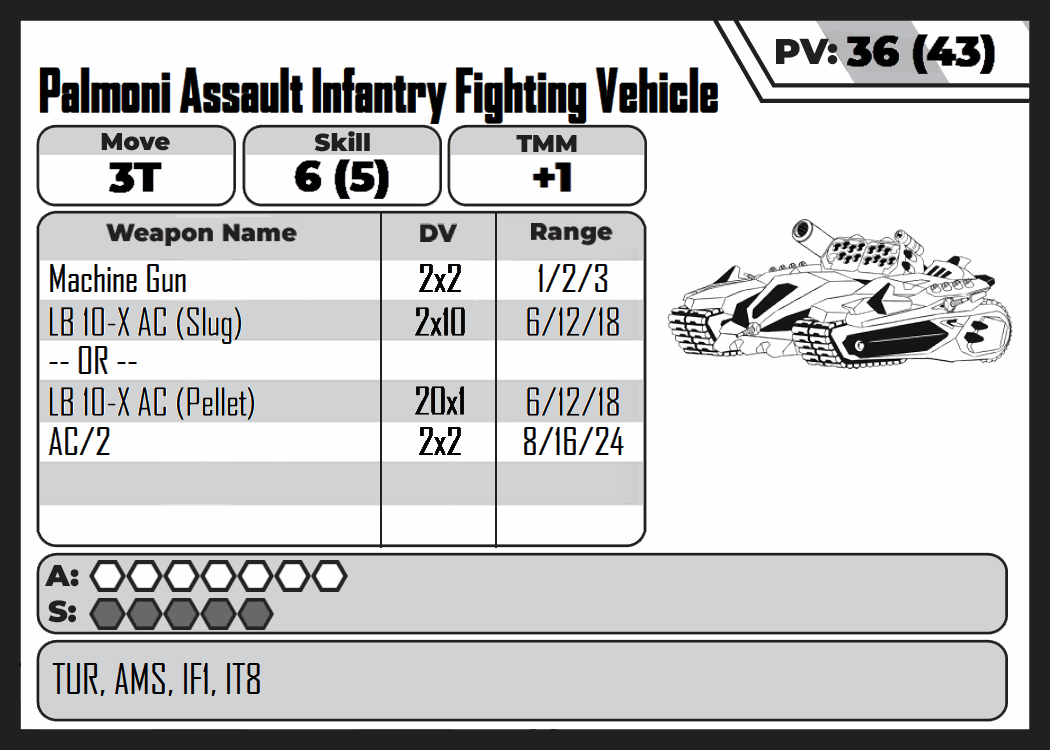 PV: 36 (43)
Palmoni Assault Infantry Fighting Vehicle
Move Skill TMM
3T 6 (5) +1
Weapon Name DV Range
Machine Gun 2x2 1/2/3
LB 10-X AC (Slug) 2x10 6/12/18
-- OR --
LB 10-X AC (Pellet) 20x1 6/12/18
AC/2 2x2 8/16/24
A:
S:
TUR, AMS, IF1, IT8